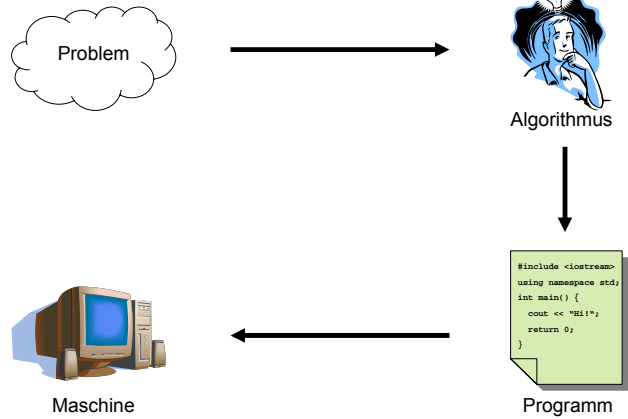 Problem
Algorithmus
#include <iostream>
using namespace std;
int main() {
cout << "Hi!“;
return 0;
}
Maschine
Programm